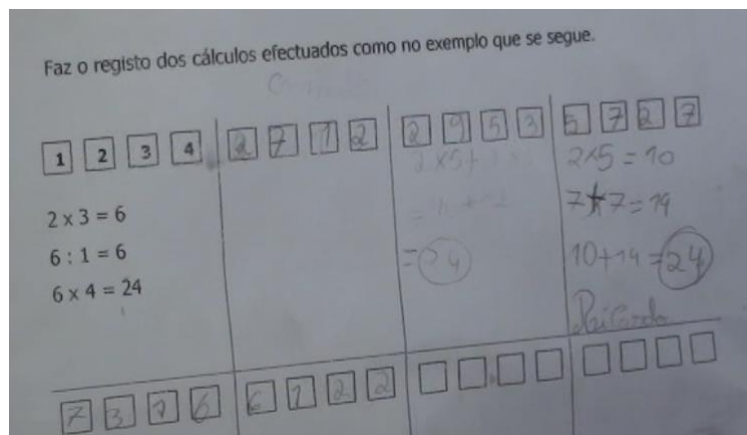 Faz o registo dos cálculos efectuados como no exemplo que se segue.
1 2 3 4
2 x 3 = 6
6 : 1 = 6
6 x 4 = 24
2 7 1 2
2 9 5 3
= 24
5 7 2 7
2x5 = 10
7+7=14
10+14=24
Ricardo
7 3 1 6
6 1 2 2